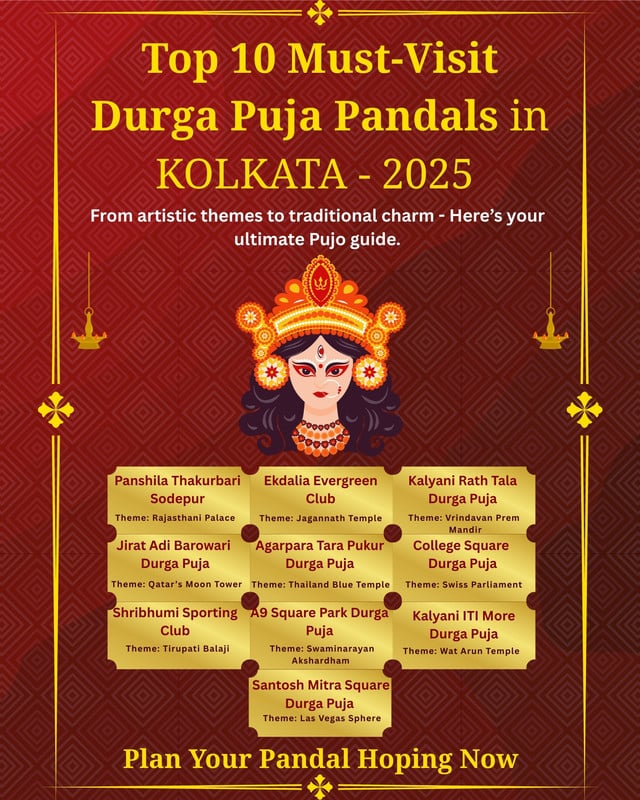 Top 10 Must-Visit
Durga Puja Pandals in
KOLKATA - 2025
From artistic themes to traditional charm - Here's your
ultimate Pujo guide.
Panshila Thakurbari
Sodepur
Theme: Rajasthani Palace
Ekdalia Evergreen
Club
Theme: Jagannath Temple
Kalyani Rath Tala
Durga Puja
Theme: Vrindavan Prem
Mandir
Jirat Adi Barowari
Durga Puja
Theme: Qatar's Moon Tower
Agarpara Tara Pukur
Durga Puja
Theme: Thailand Blue Temple
College Square
Durga Puja
Theme: Swiss Parliament
Shribhumi Sporting
Club
Theme: Tirupati Balaji
A9 Square Park Durga
Puja
Theme: Swaminarayan
Akshardham
Kalyani ITI More
Durga Puja
Theme: Wat Arun Temple
Santosh Mitra Square
Durga Puja
Theme: Las Vegas Sphere
Plan Your Pandal Hoping Now